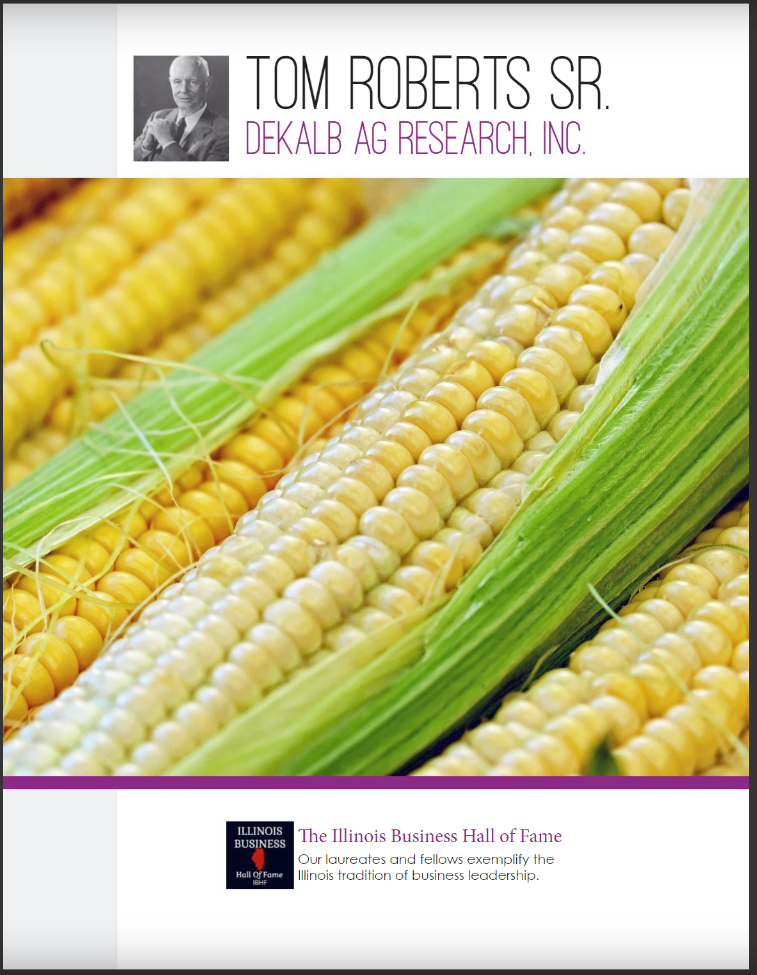 TOM ROBERTS SR.
DEKALB AG RESEARCH, INC.
ILLINOIS
BUSINESS
Hall Of Fame
IBHF
The Illinois Business Hall of Fame
Our laureates and fellows exemplify the
Illinois tradition of business leadership.